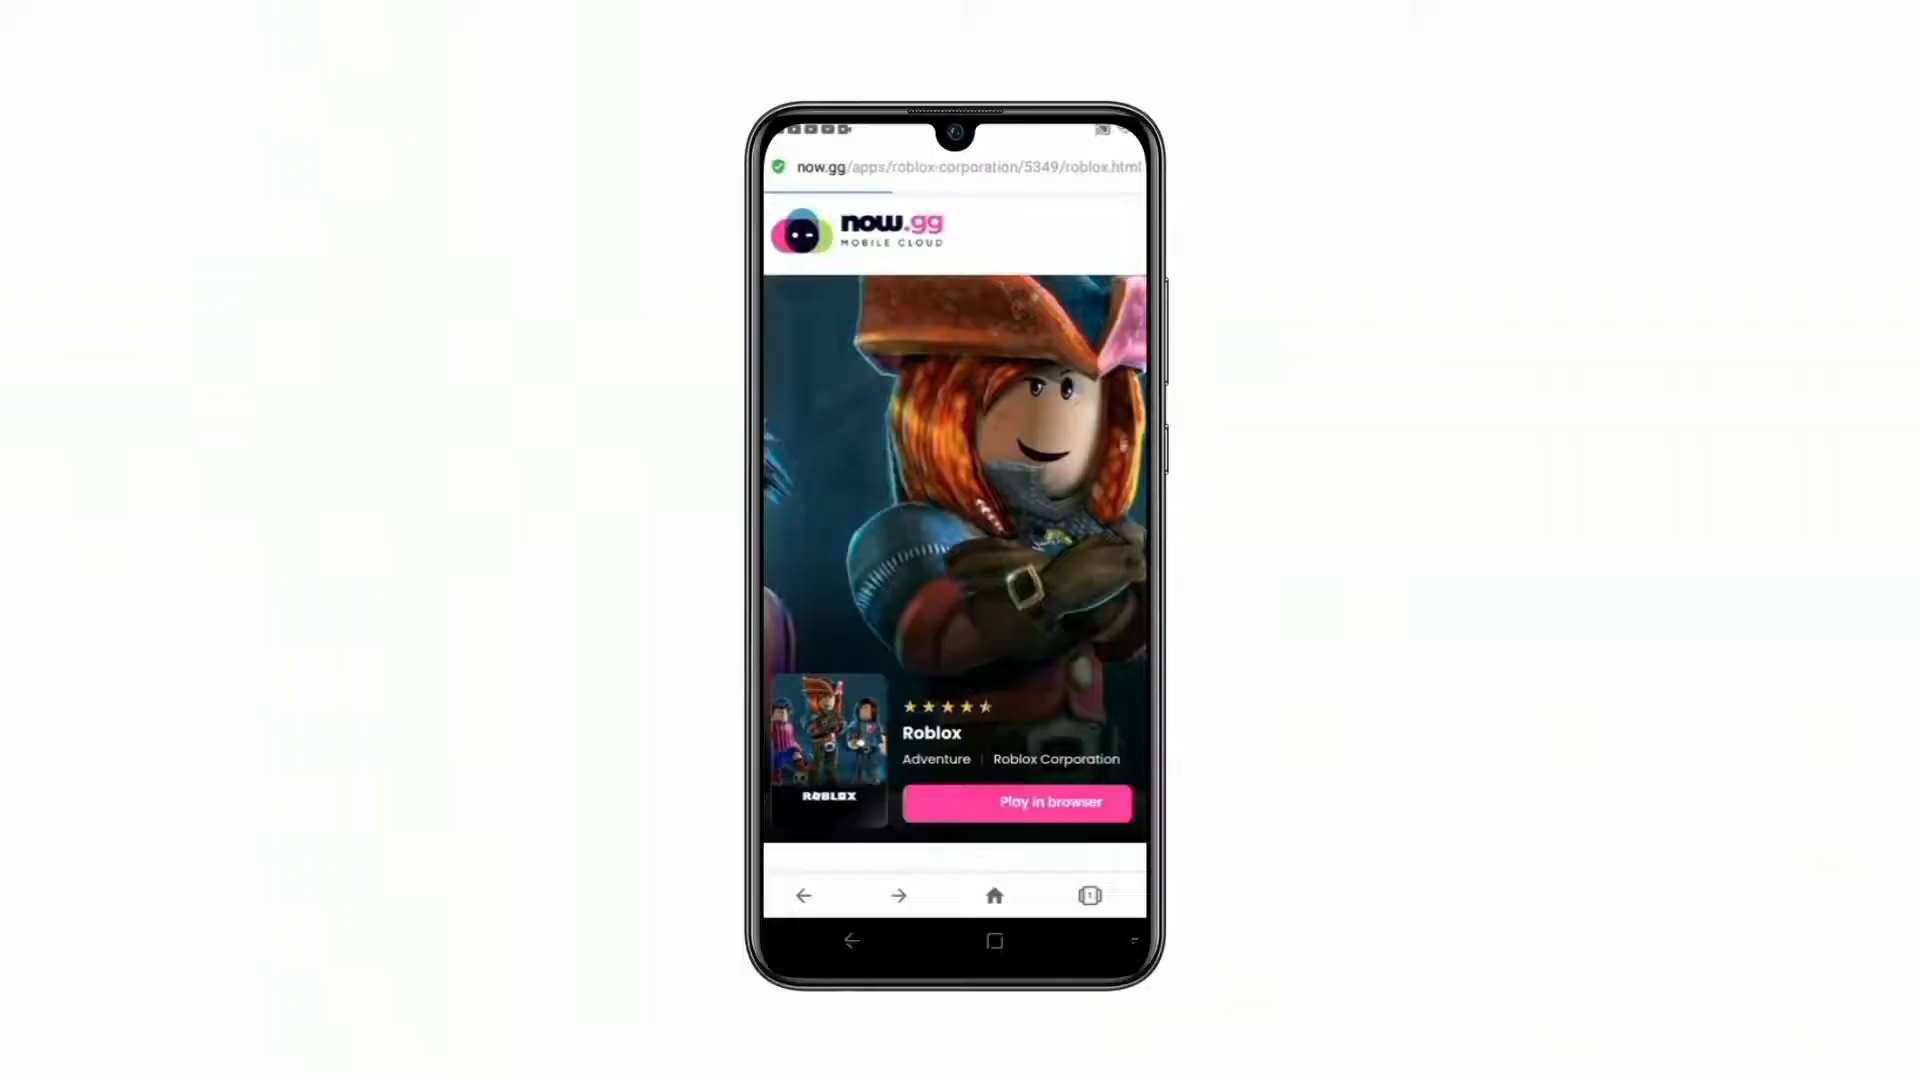 now.gg/apps/roblox-corporation/5349/roblox.html
now.gg
MOBILE CLOUD
Roblox
Adventure | Roblox Corporation
ROBLOX
Play in browser
1